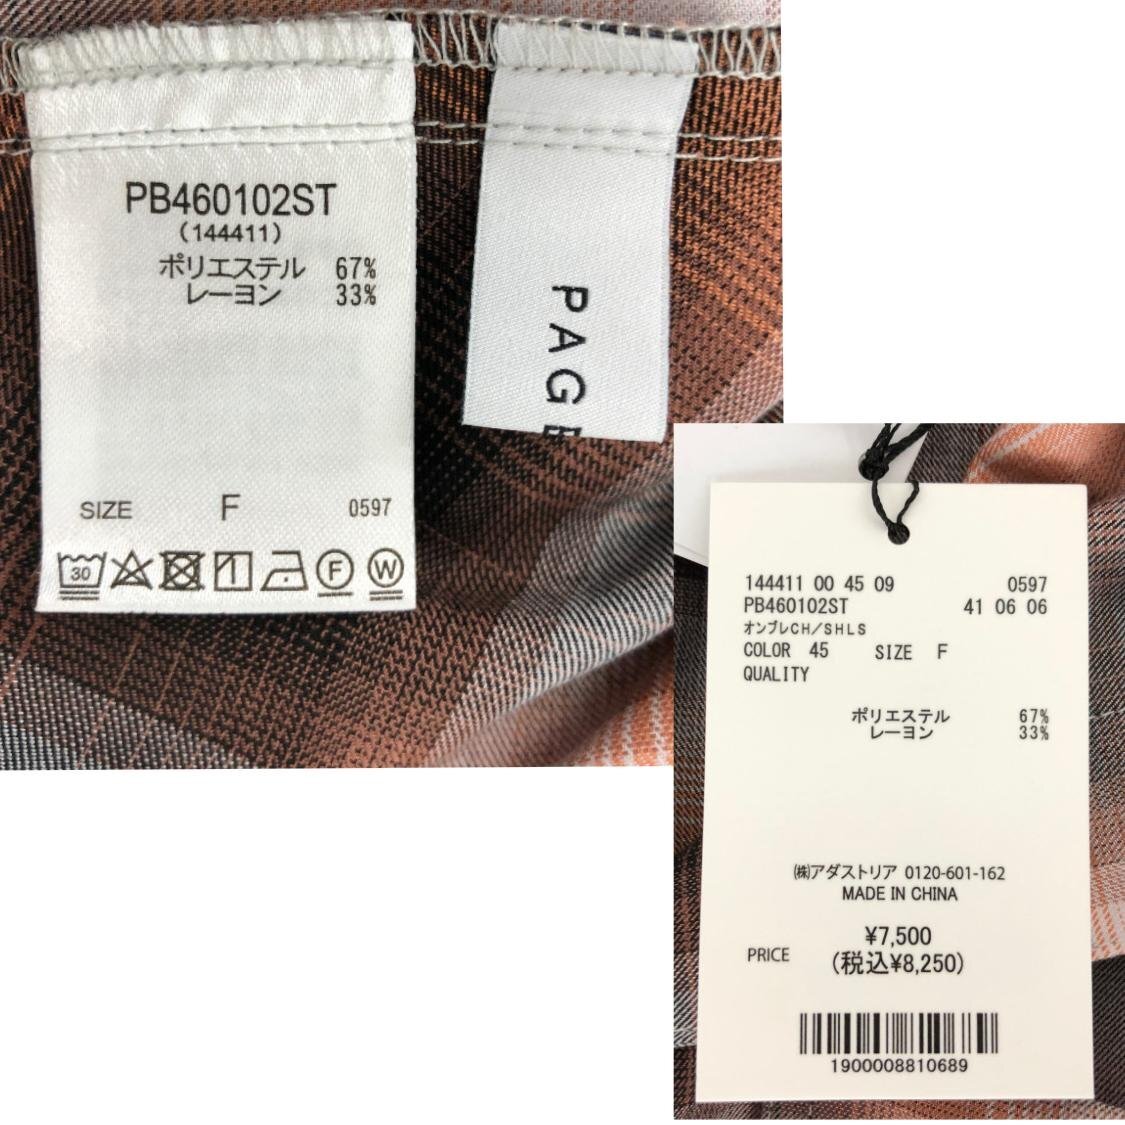 PB460102ST
(144411)
ポリエステル 67%
レーヨン 33%
SIZE F 0597
30 F W
PAGE
144411 00 45 09 0597
PB460102ST 41 06 06
オンブレCH/SHLS
COLOR 45 SIZE F
QUALITY
ポリエステル 67%
レーヨン 33%
㈱アダストリア 0120-601-162
MADE IN CHINA
¥7,500
PRICE (税込¥8,250)
1900008810689